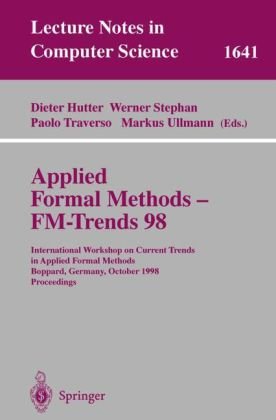 Lecture Notes in
Computer Science 1641
Dieter Hutter Werner Stephan
Paolo Traverso Markus Ullmann (Eds.)
Applied
Formal Methods –
FM-Trends 98
International Workshop on Current Trends
in Applied Formal Methods
Boppard, Germany, October 1998
Proceedings
Springer